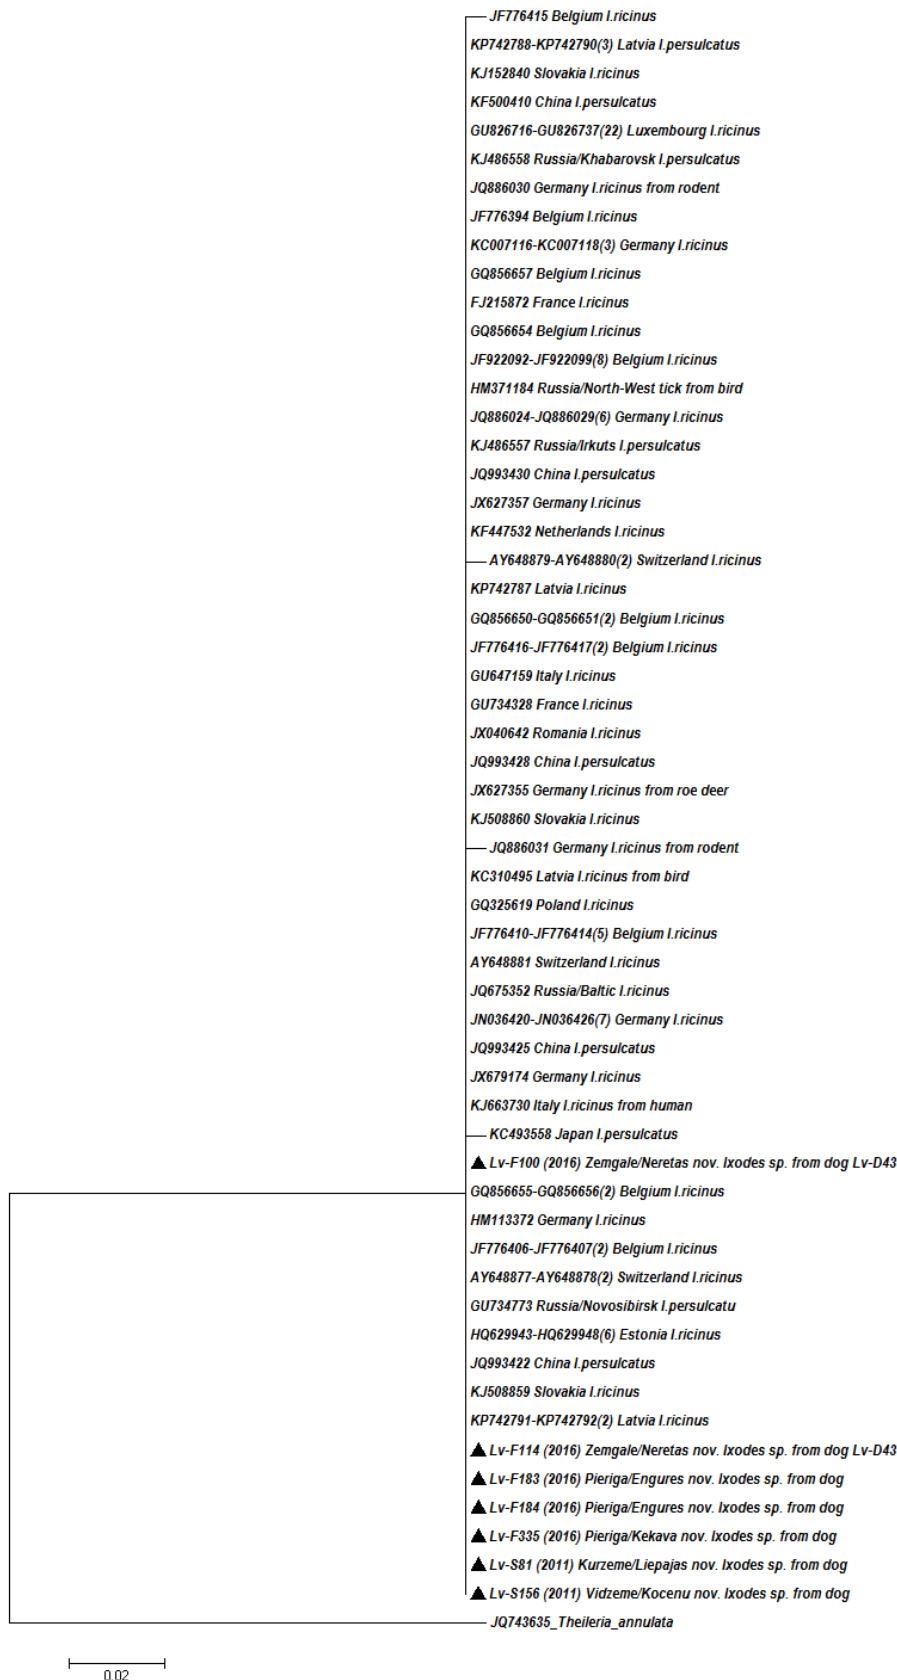 JF776415 Belgium I.ricinus
KP742788-KP742790(3) Latvia I.persulcatus
KJ152840 Slovakia I.ricinus
KF500410 China I.persulcatus
GU826716-GU826737(22) Luxembourg I.ricinus
KJ486558 Russia/Khabarovsk I.persulcatus
JQ886030 Germany I.ricinus from rodent
JF776394 Belgium I.ricinus
KC007116-KC007118(3) Germany I.ricinus
GQ856657 Belgium I.ricinus
FJ215872 France I.ricinus
GQ856654 Belgium I.ricinus
JF922092-JF922099(8) Belgium I.ricinus
HM371184 Russia/North-West tick from bird
JQ886024-JQ886029(6) Germany I.ricinus
KJ486557 Russia/Irkuts I.persulcatus
JQ993430 China I.persulcatus
JX627357 Germany I.ricinus
KF447532 Netherlands I.ricinus
AY648879-AY648880(2) Switzerland I.ricinus
KP742787 Latvia I.ricinus
GQ856650-GQ856651(2) Belgium I.ricinus
JF776416-JF776417(2) Belgium I.ricinus
GU647159 Italy I.ricinus
GU734328 France I.ricinus
JX040642 Romania I.ricinus
JQ993428 China I.persulcatus
JX627355 Germany I.ricinus from roe deer
KJ508860 Slovakia I.ricinus
JQ886031 Germany I.ricinus from rodent
KC310495 Latvia I.ricinus from bird
GQ325619 Poland I.ricinus
JF776410-JF776414(5) Belgium I.ricinus
AY648881 Switzerland I.ricinus
JQ675352 Russia/Baltic I.ricinus
JN036420-JN036426(7) Germany I.ricinus
JQ993425 China I.persulcatus
JX679174 Germany I.ricinus
KJ663730 Italy I.ricinus from human
KC493558 Japan I.persulcatus
Lv-F100 (2016) Zemgale/Neretas nov. Ixodes sp. from dog Lv-D43
GQ856655-GQ856656(2) Belgium I.ricinus
HM113372 Germany I.ricinus
JF776406-JF776407(2) Belgium I.ricinus
AY648877-AY648878(2) Switzerland I.ricinus
GU734773 Russia/Novosibirsk I.persulcatu
HQ629943-HQ629948(6) Estonia I.ricinus
JQ993422 China I.persulcatus
KJ508859 Slovakia I.ricinus
KP742791-KP742792(2) Latvia I.ricinus
Lv-F114 (2016) Zemgale/Neretas nov. Ixodes sp. from dog Lv-D43
Lv-F183 (2016) Pieriga/Engures nov. Ixodes sp. from dog
Lv-F184 (2016) Pieriga/Engures nov. Ixodes sp. from dog
Lv-F335 (2016) Pieriga/Kekava nov. Ixodes sp. from dog
Lv-S81 (2011) Kurzeme/Liepajas nov. Ixodes sp. from dog
Lv-S156 (2011) Vidzeme/Kocenu nov. Ixodes sp. from dog
JQ743635_Theileria_annulata
0.02